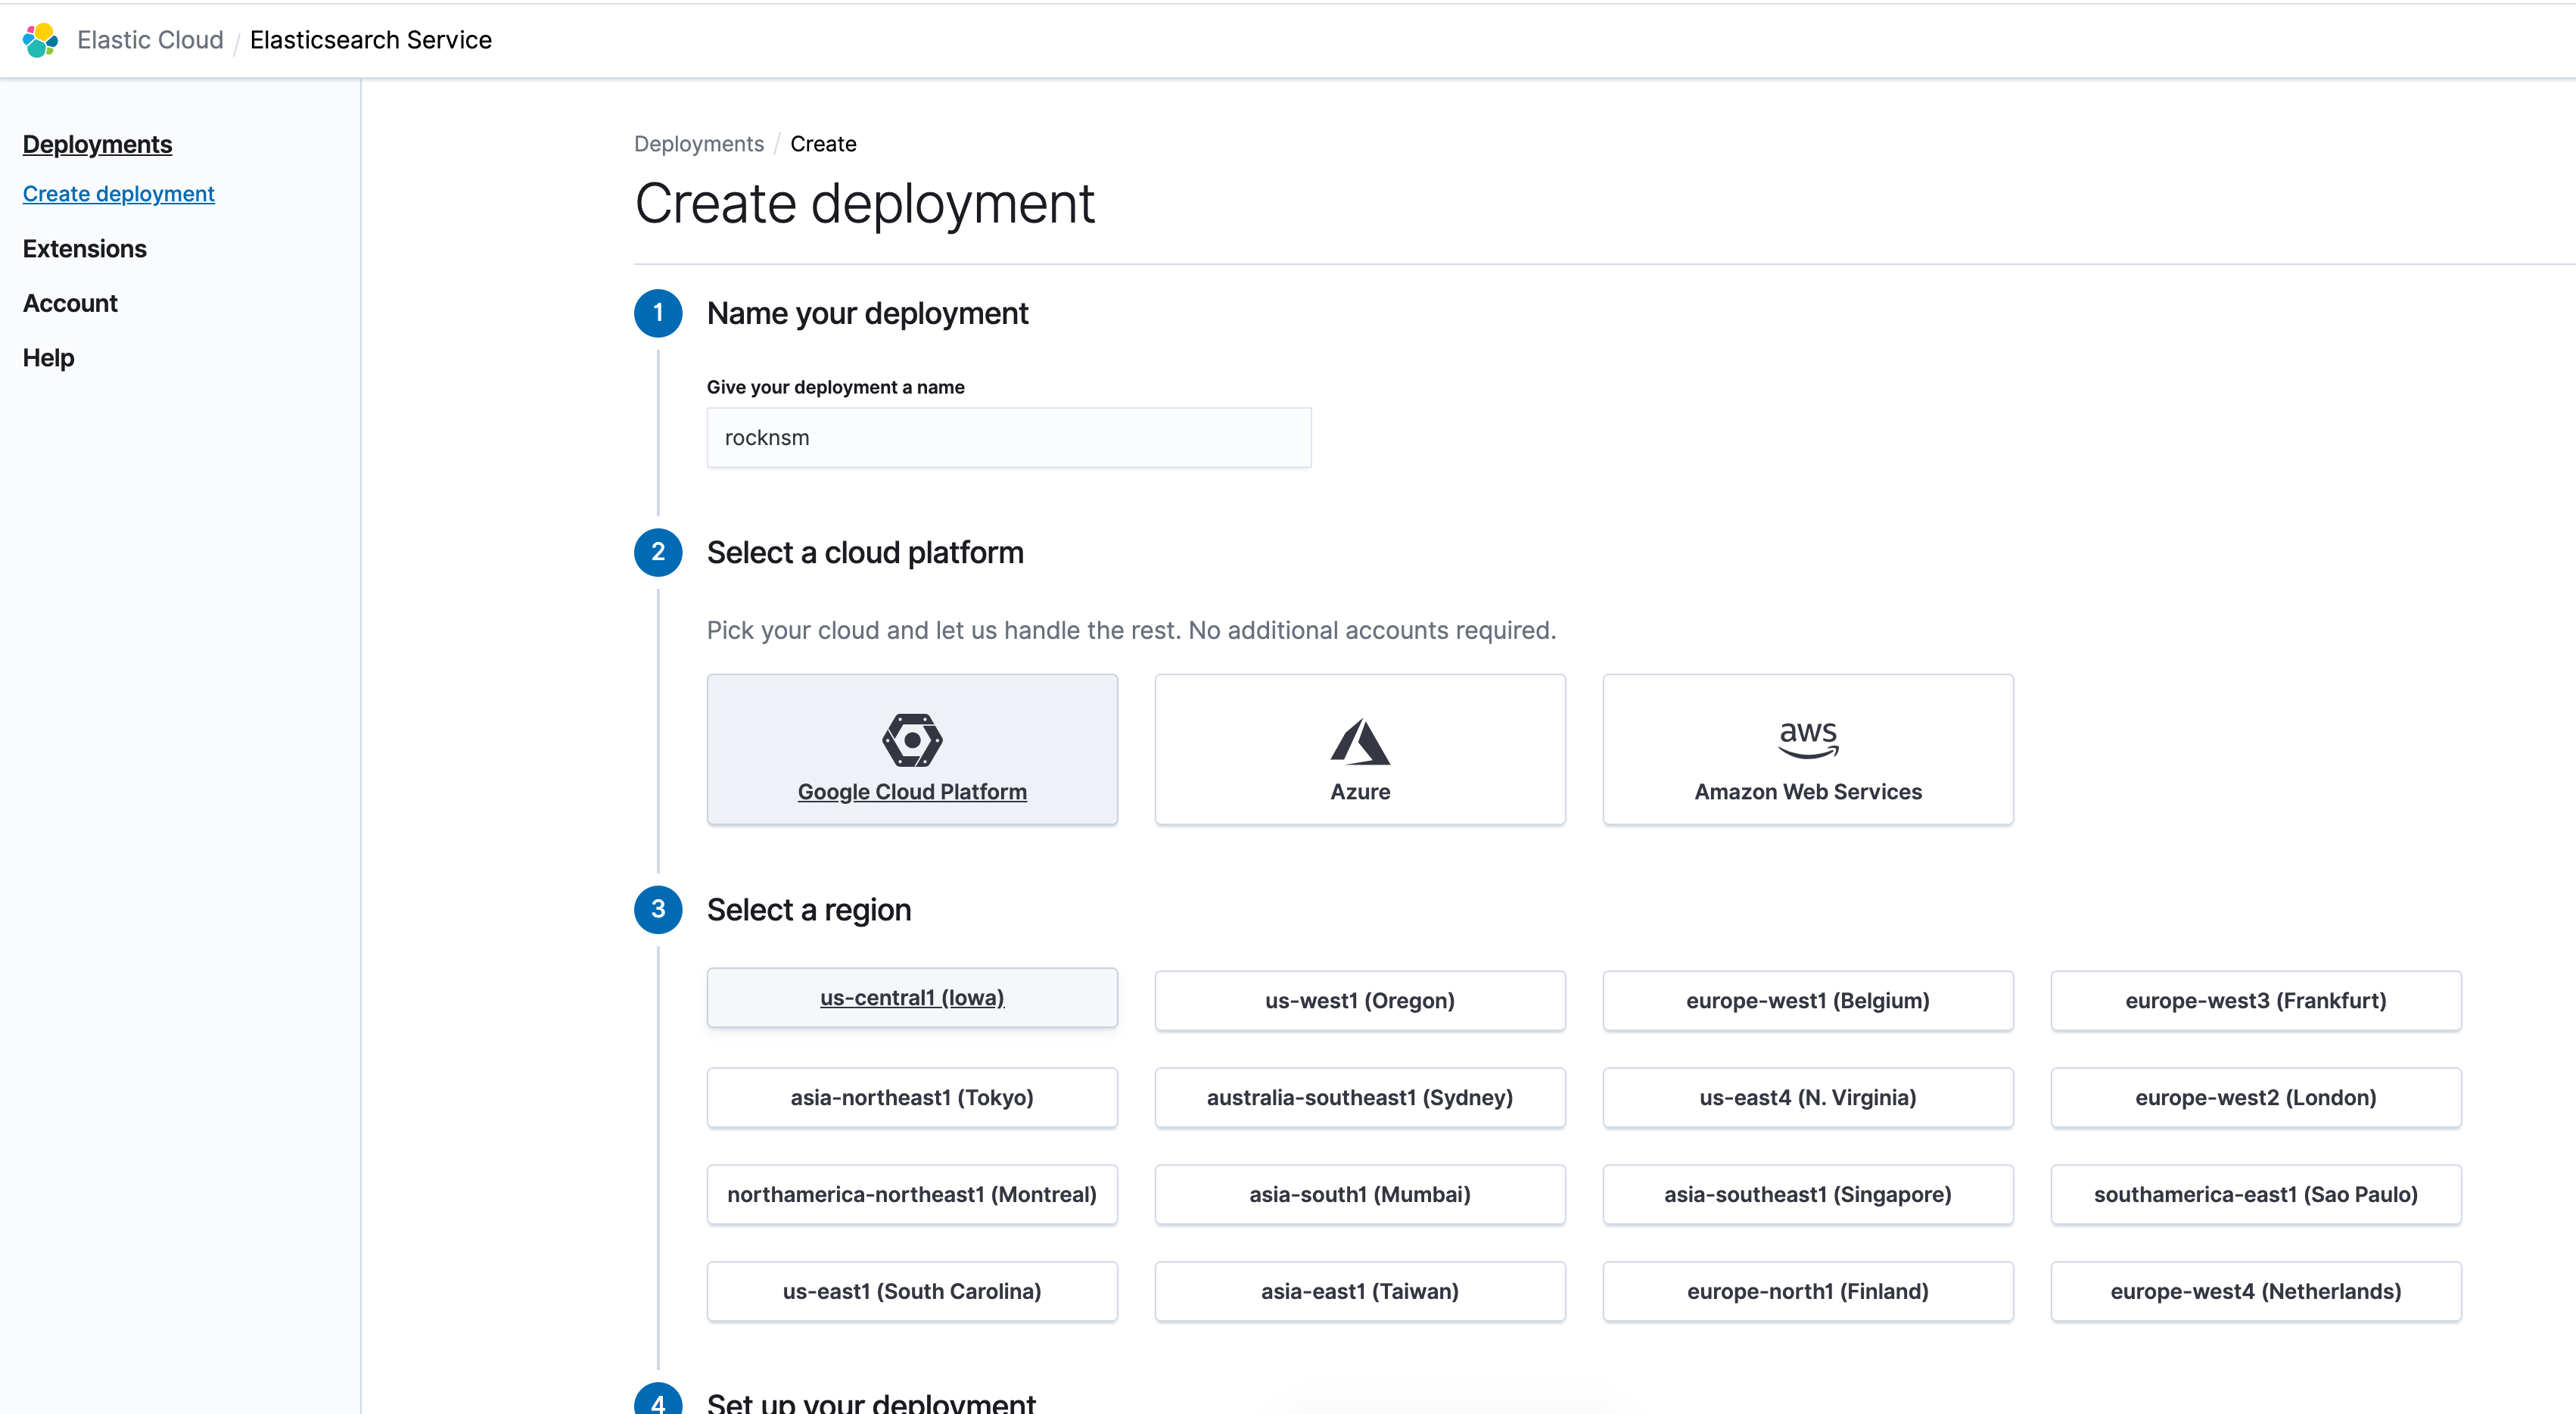 Elastic Cloud / Elasticsearch Service
Deployments
Create deployment
Extensions
Account
Help
Deployments / Create
Create deployment
1 Name your deployment
Give your deployment a name
rocknsm
2 Select a cloud platform
Pick your cloud and let us handle the rest. No additional accounts required.
Google Cloud Platform
Azure
aws
Amazon Web Services
3 Select a region
us-central1 (Iowa)
us-west1 (Oregon)
europe-west1 (Belgium)
europe-west3 (Frankfurt)
asia-northeast1 (Tokyo)
australia-southeast1 (Sydney)
us-east4 (N. Virginia)
europe-west2 (London)
northamerica-northeast1 (Montreal)
asia-south1 (Mumbai)
asia-southeast1 (Singapore)
southamerica-east1 (Sao Paulo)
us-east1 (South Carolina)
asia-east1 (Taiwan)
europe-north1 (Finland)
europe-west4 (Netherlands)
4 Set up your deployment